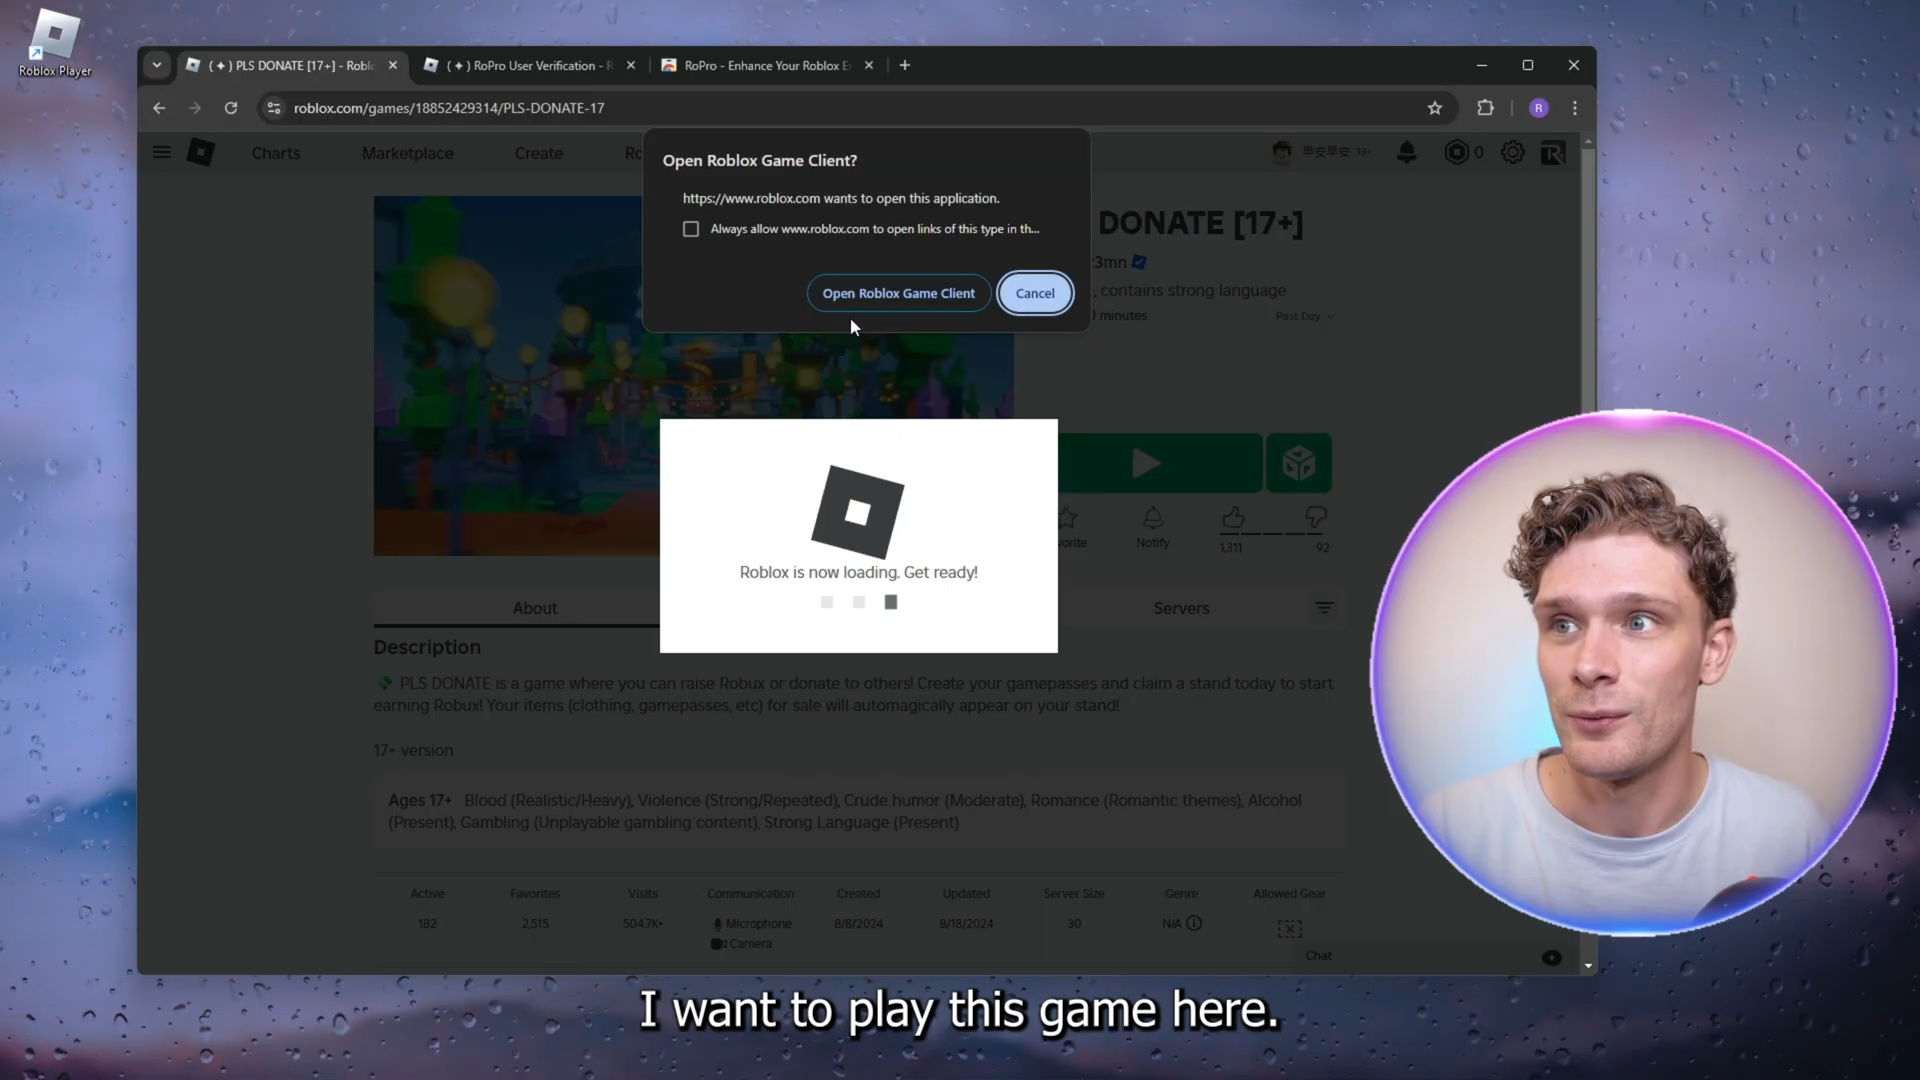 Roblox Player
( ✦ ) PLS DONATE [17+] - Roblo
( ✦ ) RoPro User Verification - R
RoPro - Enhance Your Roblox E
roblox.com/games/18852429314/PLS-DONATE-17
Charts
Marketplace
Create
Ro
早安早安 13+
0
Open Roblox Game Client?
https://www.roblox.com wants to open this application.
Always allow www.roblox.com to open links of this type in th...
Open Roblox Game Client
Cancel
DONATE [17+]
contains strong language
minutes
Past Day
Roblox is now loading. Get ready!
Notify
1,311
92
About
Servers
Description
PLS DONATE is a game where you can raise Robux or donate to others! Create your gamepasses and claim a stand today to start
earning Robux! Your items (clothing, gamepasses, etc) for sale will automagically appear on your stand!
17+ version
Ages 17+ Blood (Realistic/Heavy), Violence (Strong/Repeated), Crude humor (Moderate), Romance (Romantic themes), Alcohol
(Present), Gambling (Unplayable gambling content), Strong Language (Present)
Active Favorites Visits Communication Created Updated Server Size Genre Allowed Gear
182 2,515 504.7K+ Microphone 8/8/2024 8/18/2024 30 N/A
Camera
Chat
I want to play this game here.